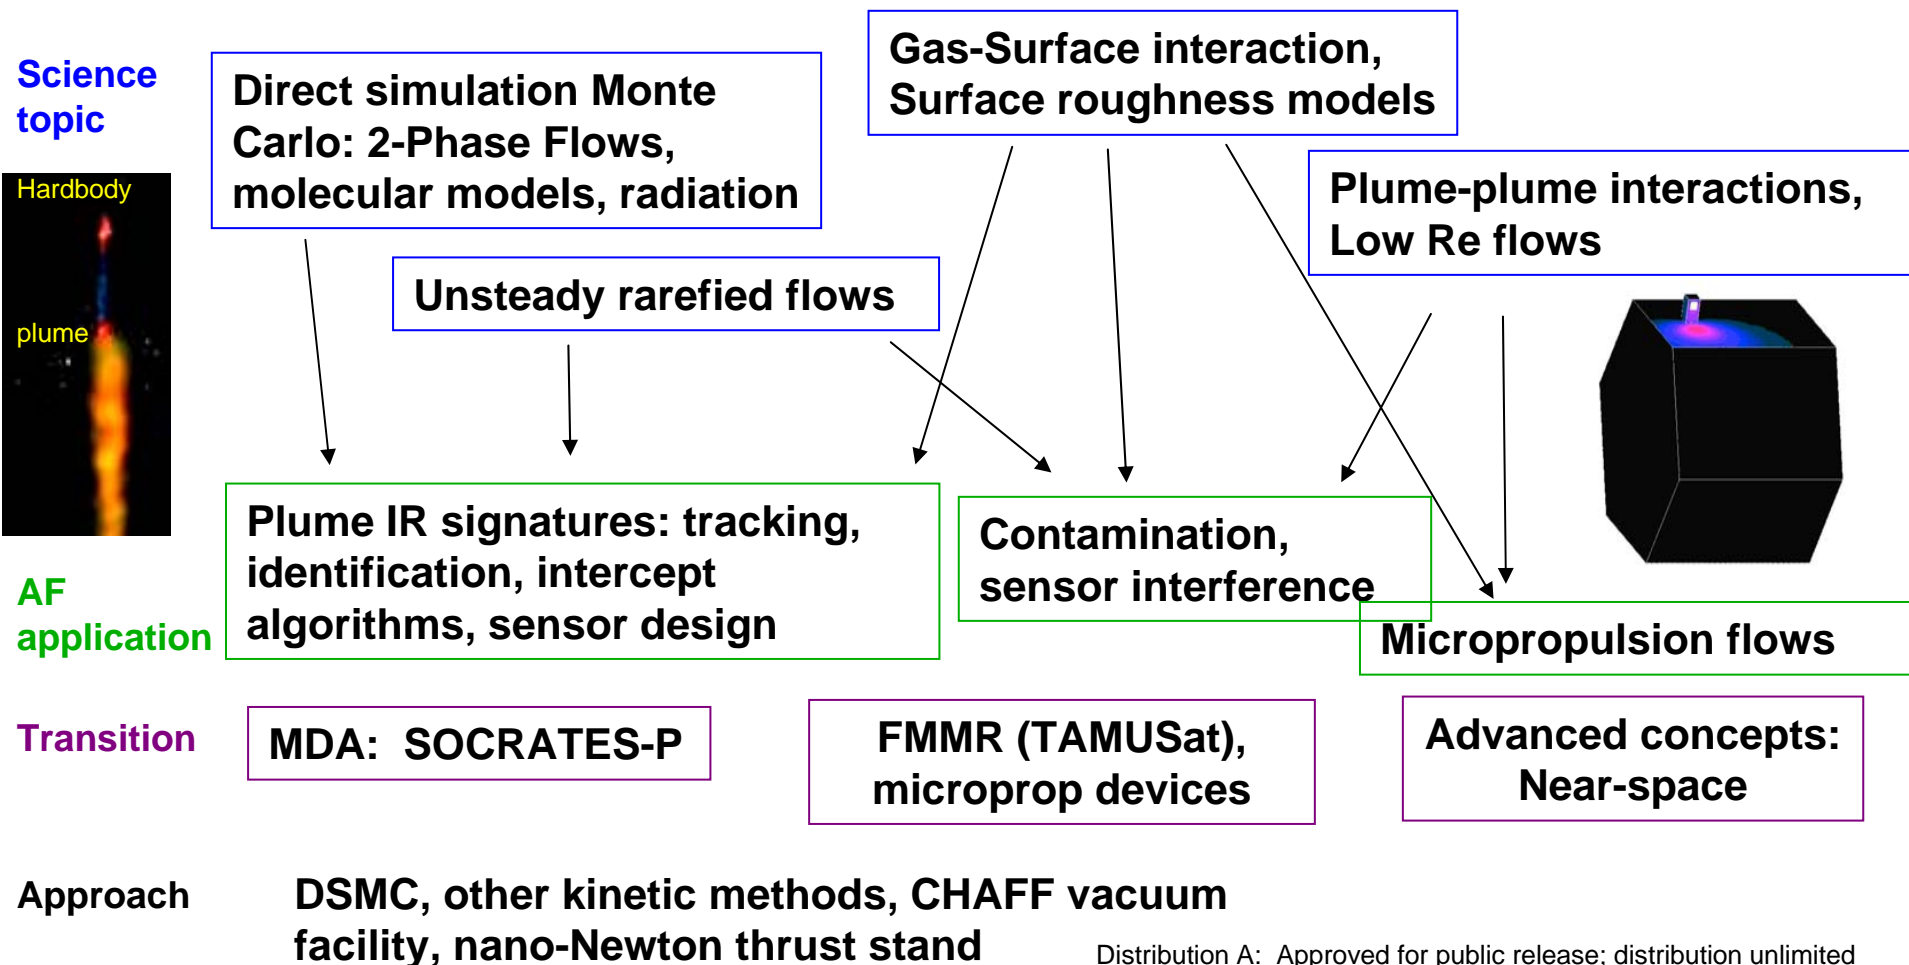 Science
topic
Direct simulation Monte
Carlo: 2-Phase Flows,
molecular models, radiation
Gas-Surface interaction,
Surface roughness models
Plume-plume interactions,
Low Re flows
Unsteady rarefied flows
Hardbody
plume
AF
application
Plume IR signatures: tracking,
identification, intercept
algorithms, sensor design
Contamination,
sensor interference
Micropropulsion flows
Transition
MDA: SOCRATES-P
FMMR (TAMUSat),
microprop devices
Advanced concepts:
Near-space
Approach
DSMC, other kinetic methods, CHAFF vacuum
facility, nano-Newton thrust stand
Distribution A: Approved for public release; distribution unlimited